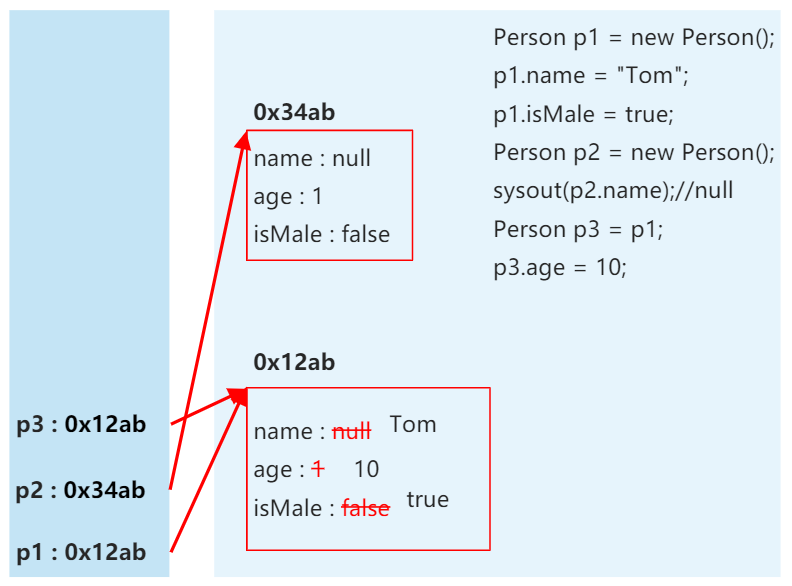 Person p1 = new Person();
p1.name = "Tom";
p1.isMale = true;
Person p2 = new Person();
sysout(p2.name);//null
Person p3 = p1;
p3.age = 10;
0x34ab
name : null
age : 1
isMale : false
0x12ab
name : null Tom
age : 1 10
isMale : false true
p3 : 0x12ab
p2 : 0x34ab
p1 : 0x12ab